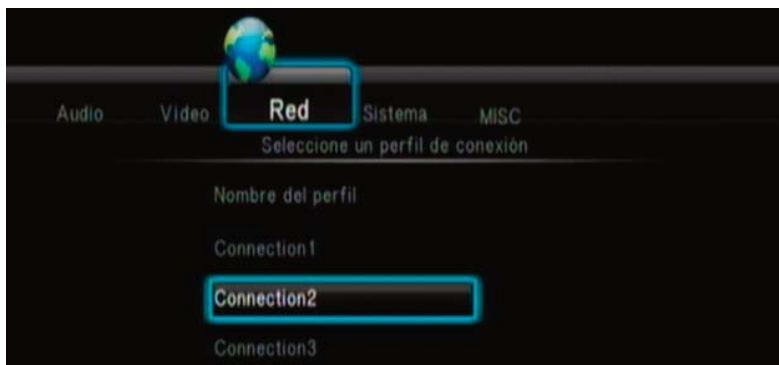 Audio Video Red Sistema MISC
Seleccione un perfil de conexión
Nombre del perfil
Connection1
Connection2
Connection3